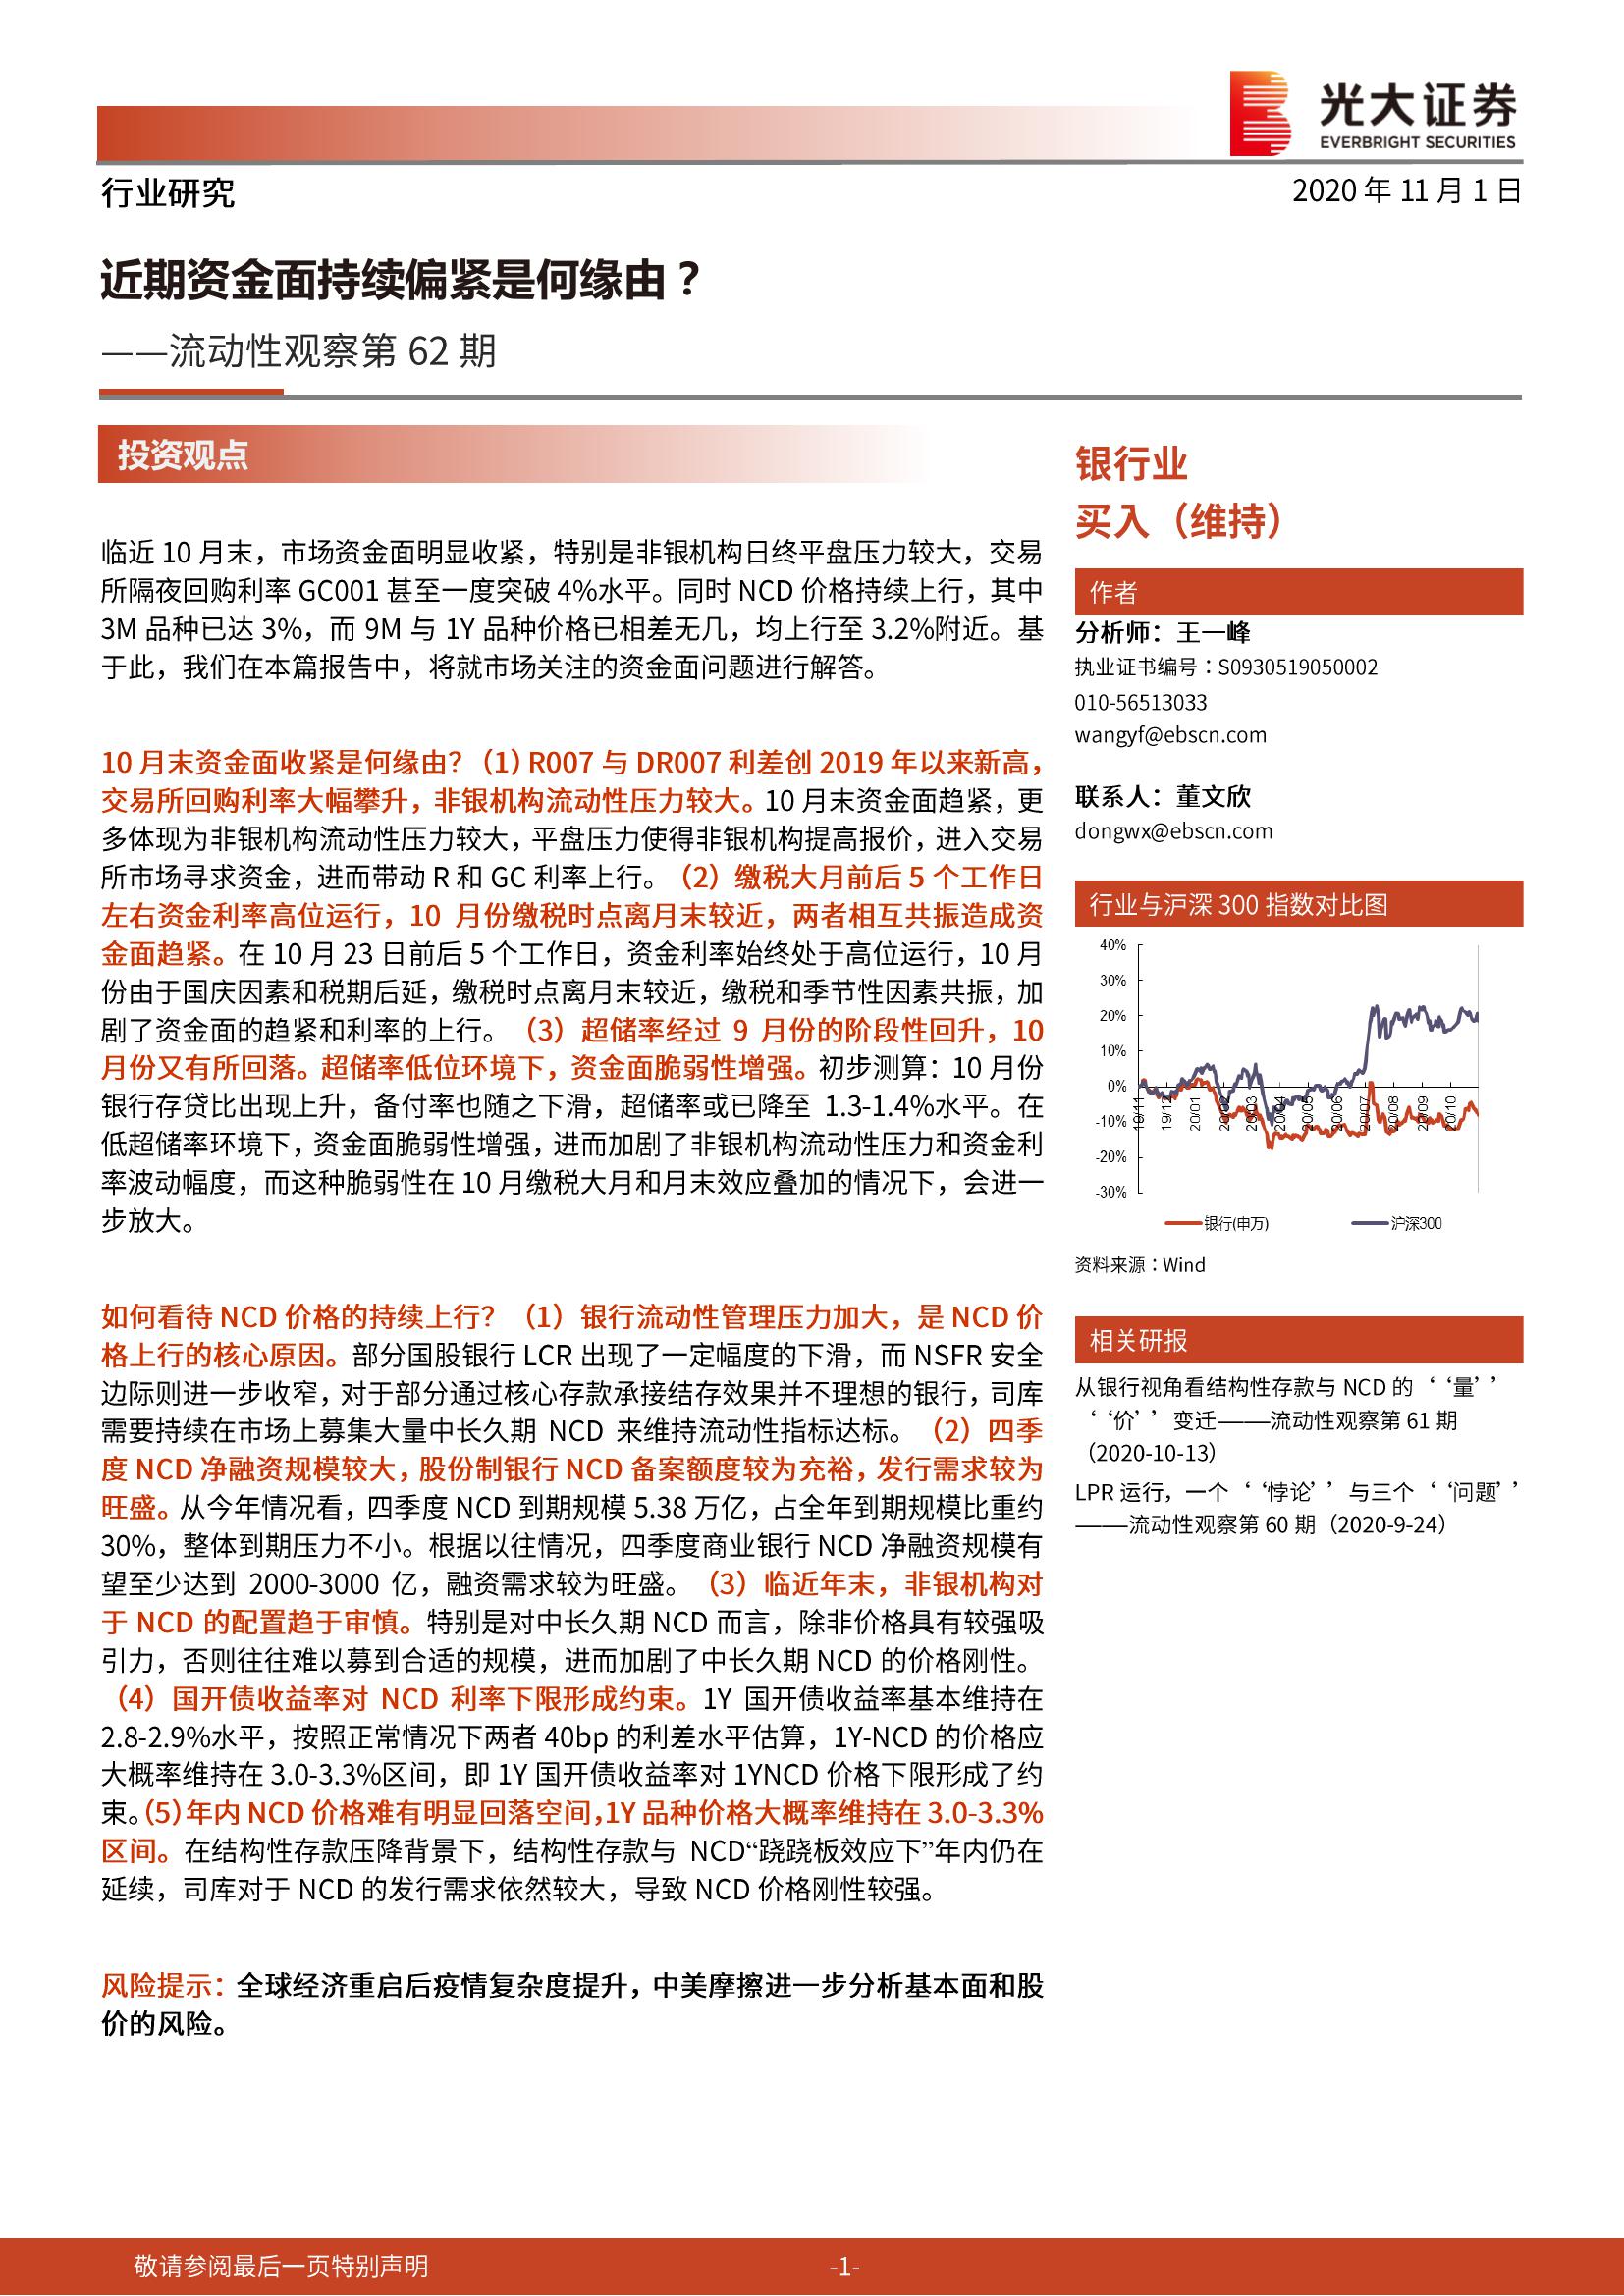 光大证券
EVERBRIGHT SECURITIES
行业研究
2020 年 11 月 1 日
近期资金面持续偏紧是何缘由？
——流动性观察第 62 期
投资观点
临近 10 月末，市场资金面明显收紧，特别是非银机构日终平盘压力较大，交易
所隔夜回购利率 GC001 甚至一度突破 4%水平。同时 NCD 价格持续上行，其中
3M 品种已达 3%，而 9M 与 1Y 品种价格已相差无几，均上行至 3.2%附近。基
于此，我们在本篇报告中，将就市场关注的资金面问题进行解答。
10 月末资金面收紧是何缘由？（1）R007 与 DR007 利差创 2019 年以来新高，
交易所回购利率大幅攀升，非银机构流动性压力较大。10 月末资金面趋紧，更
多体现为非银机构流动性压力较大，平盘压力使得非银机构提高报价，进入交易
所市场寻求资金，进而带动 R 和 GC 利率上行。（2）缴税大月前后 5 个工作日
左右资金利率高位运行，10 月份缴税时点离月末较近，两者相互共振造成资
金面趋紧。在 10 月 23 日前后 5 个工作日，资金利率始终处于高位运行，10 月
份由于国庆因素和税期后延，缴税时点离月末较近，缴税和季节性因素共振，加
剧了资金面的趋紧和利率的上行。（3）超储率经过 9 月份的阶段性回升，10
月份又有所回落。超储率低位环境下，资金面脆弱性增强。初步测算：10 月份
银行存贷比出现上升，备付率也随之下滑，超储率或已降至 1.3-1.4%水平。在
低超储率环境下，资金面脆弱性增强，进而加剧了非银机构流动性压力和资金利
率波动幅度，而这种脆弱性在 10 月缴税大月和月末效应叠加的情况下，会进一
步放大。
如何看待 NCD 价格的持续上行？（1）银行流动性管理压力加大，是 NCD 价
格上行的核心原因。部分国股银行 LCR 出现了一定幅度的下滑，而 NSFR 安全
边际则进一步收窄，对于部分通过核心存款承接结存效果并不理想的银行，司库
需要持续在市场上募集大量中长久期 NCD 来维持流动性指标达标。（2）四季
度 NCD 净融资规模较大，股份制银行 NCD 备案额度较为充裕，发行需求较为
旺盛。从今年情况看，四季度 NCD 到期规模 5.38 万亿，占全年到期规模比重约
30%，整体到期压力不小。根据以往情况，四季度商业银行 NCD 净融资规模有
望至少达到 2000-3000 亿，融资需求较为旺盛。（3）临近年末，非银机构对
于 NCD 的配置趋于审慎。特别是对中长久期 NCD 而言，除非价格具有较强吸
引力，否则往往难以募到合适的规模，进而加剧了中长久期 NCD 的价格刚性。
（4）国开债收益率对 NCD 利率下限形成约束。1Y 国开债收益率基本维持在
2.8-2.9%水平，按照正常情况下两者 40bp 的利差水平估算，1Y-NCD 的价格应
大概率维持在 3.0-3.3%区间，即 1Y 国开债收益率对 1YNCD 价格下限形成了约
束。（5）年内 NCD 价格难有明显回落空间，1Y 品种价格大概率维持在 3.0-3.3%
区间。在结构性存款压降背景下，结构性存款与 NCD“跷跷板效应下”年内仍在
延续，司库对于 NCD 的发行需求依然较大，导致 NCD 价格刚性较强。
风险提示：全球经济重启后疫情复杂度提升，中美摩擦进一步分析基本面和股
价的风险。
银行业
买入（维持）
作者
分析师：王一峰
执业证书编号：S0930519050002
010-56513033
wangyf@ebscn.com
联系人：董文欣
dongwx@ebscn.com
行业与沪深 300 指数对比图
40%
30%
20%
10%
0%
-10%
-20%
-30%
19/11 19/12 20/01 20/02 20/03 20/04 20/05 20/06 20/07 20/08 20/09 20/10
银行(申万) 沪深300
资料来源：Wind
相关研报
从银行视角看结构性存款与 NCD 的‘‘量’’
‘‘价’’变迁——流动性观察第 61 期
（2020-10-13）
LPR 运行，一个‘‘悖论’’与三个‘‘问题’’
——流动性观察第 60 期（2020-9-24）
敬请参阅最后一页特别声明
-1-